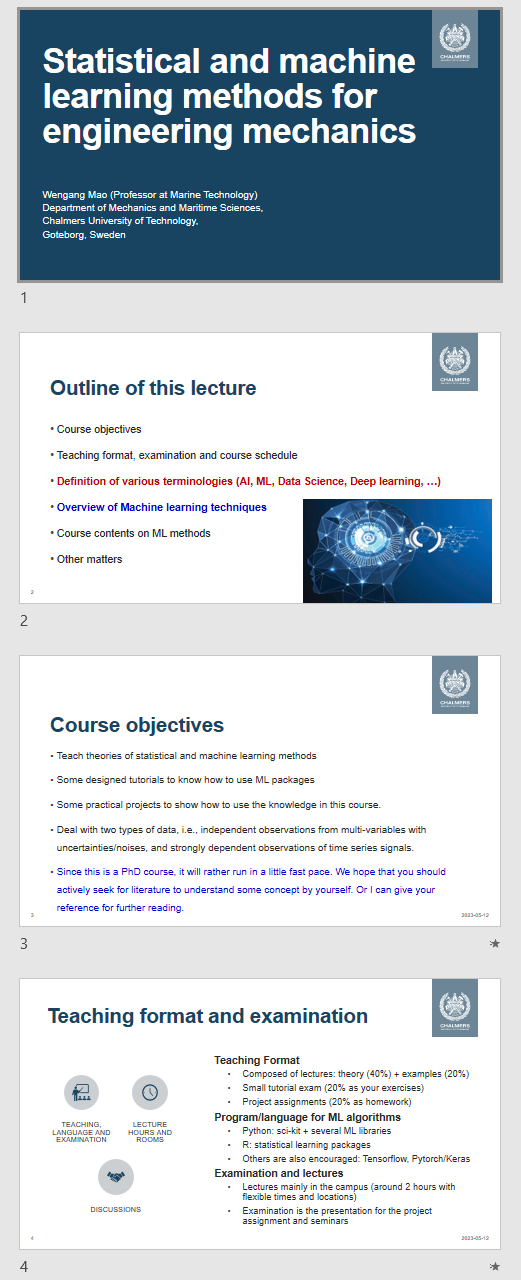 Statistical and machine
learning methods for
engineering mechanics
CHALMERS
Wengang Mao (Professor at Marine Technology)
Department of Mechanics and Maritime Sciences,
Chalmers University of Technology,
Goteborg, Sweden
1
CHALMERS
Outline of this lecture
• Course objectives
• Teaching format, examination and course schedule
• Definition of various terminologies (AI, ML, Data Science, Deep learning, …)
• Overview of Machine learning techniques
• Course contents on ML methods
• Other matters
2
2
CHALMERS
Course objectives
• Teach theories of statistical and machine learning methods
• Some designed tutorials to know how to use ML packages
• Some practical projects to show how to use the knowledge in this course.
• Deal with two types of data, i.e., independent observations from multi-variables with
uncertainties/noises, and strongly dependent observations of time series signals.
• Since this is a PhD course, it will rather run in a little fast pace. We hope that you should
actively seek for literature to understand some concept by yourself. Or I can give your
reference for further reading.
3
2023-05-12
3
CHALMERS
Teaching format and examination
TEACHING,
LANGUAGE AND
EXAMINATION
LECTURE
HOURS AND
ROOMS
DISCUSSIONS
Teaching Format
• Composed of lectures: theory (40%) + examples (20%)
• Small tutorial exam (20% as your exercises)
• Project assignments (20% as homework)
Program/language for ML algorithms
• Python: sci-kit + several ML libraries
• R: statistical learning packages
• Others are also encouraged: Tensorflow, Pytorch/Keras
Examination and lectures
• Lectures mainly in the campus (around 2 hours with
flexible times and locations)
• Examination is the presentation for the project
assignment and seminars
4
2023-05-12
4